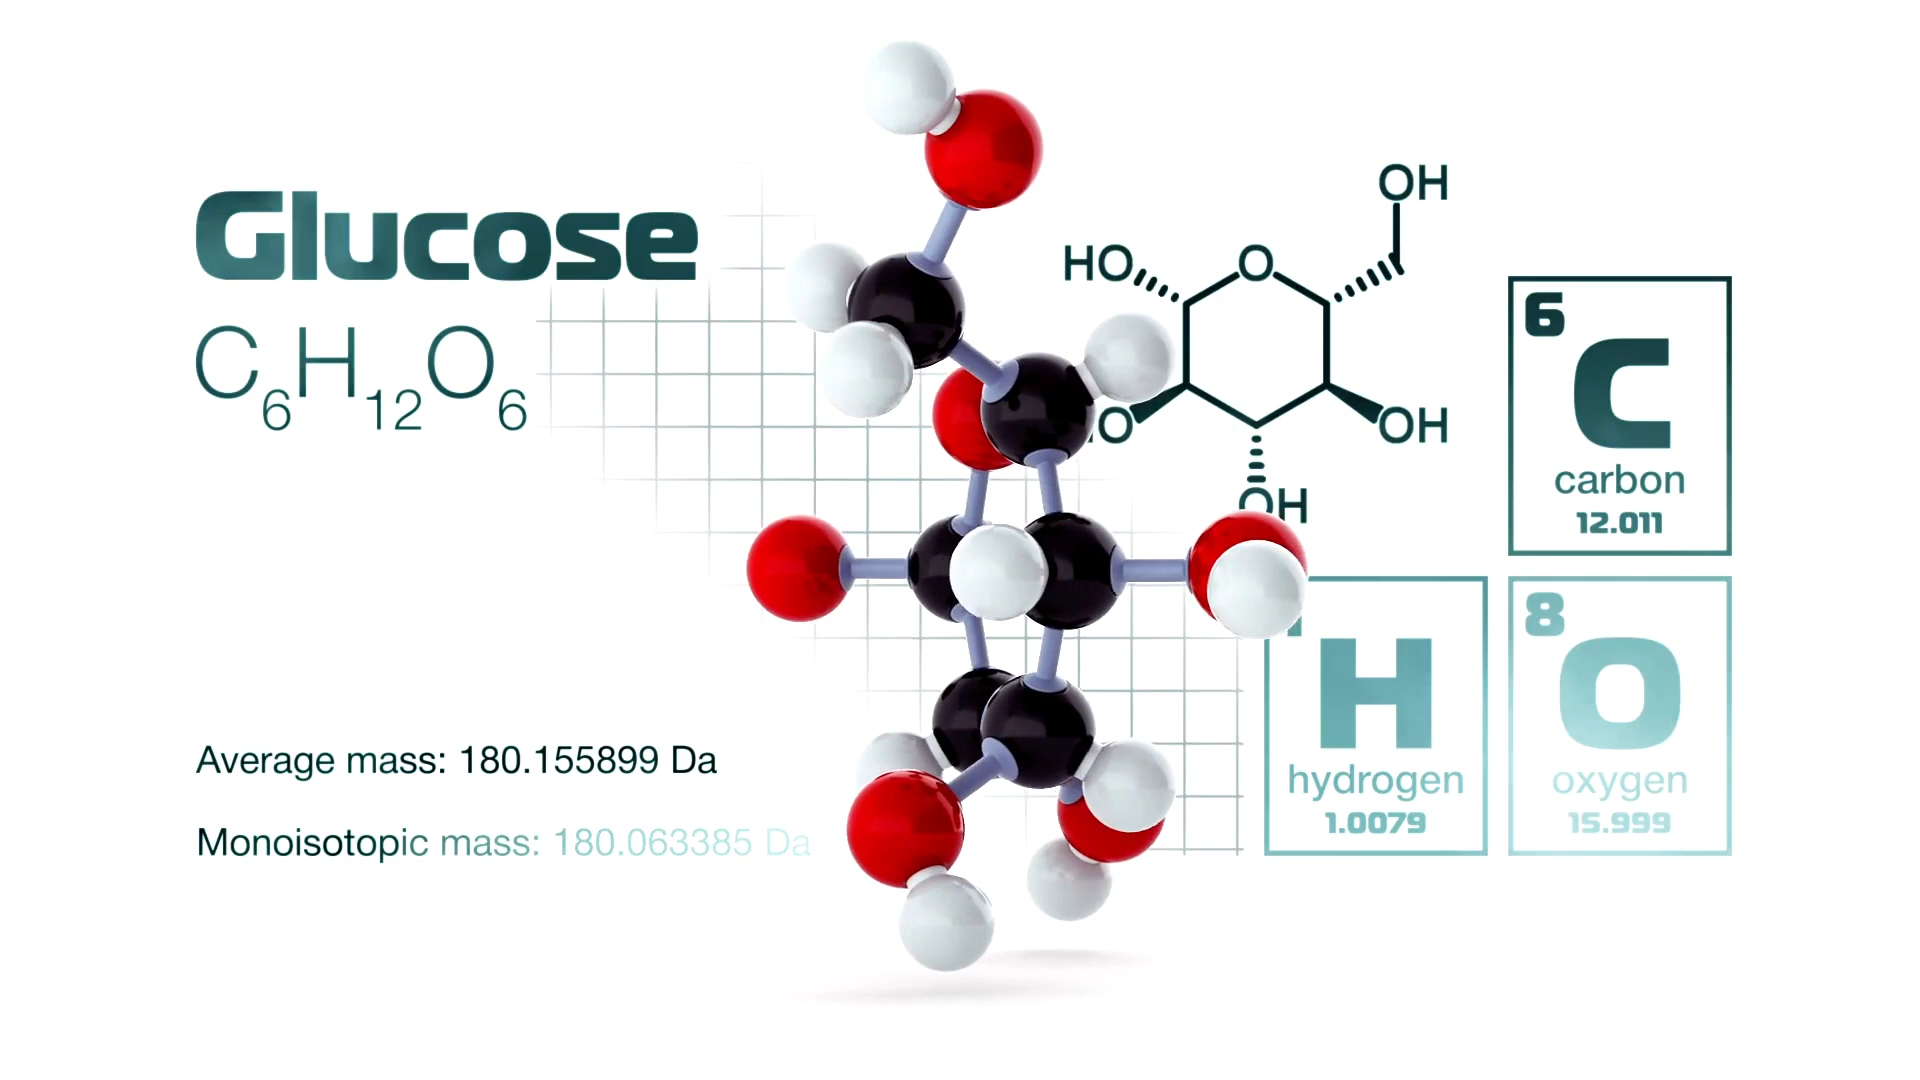 Glucose
C₆H₁₂O₆
Average mass: 180.155899 Da
Monoisotopic mass: 180.063385 Da
OH
HO
O
O
OH
OH
6
C
carbon
12.011
H
hydrogen
1.0079
8
O
oxygen
15.999